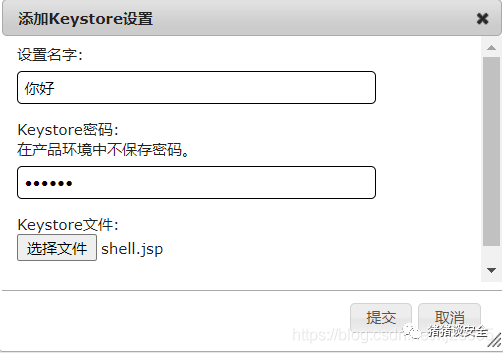 添加Keystore设置
设置名字：
你好
Keystore密码：
在产品环境中不保存密码。
••••••
Keystore文件：
选择文件 shell.jsp
提交 取消
猪猪谈安全